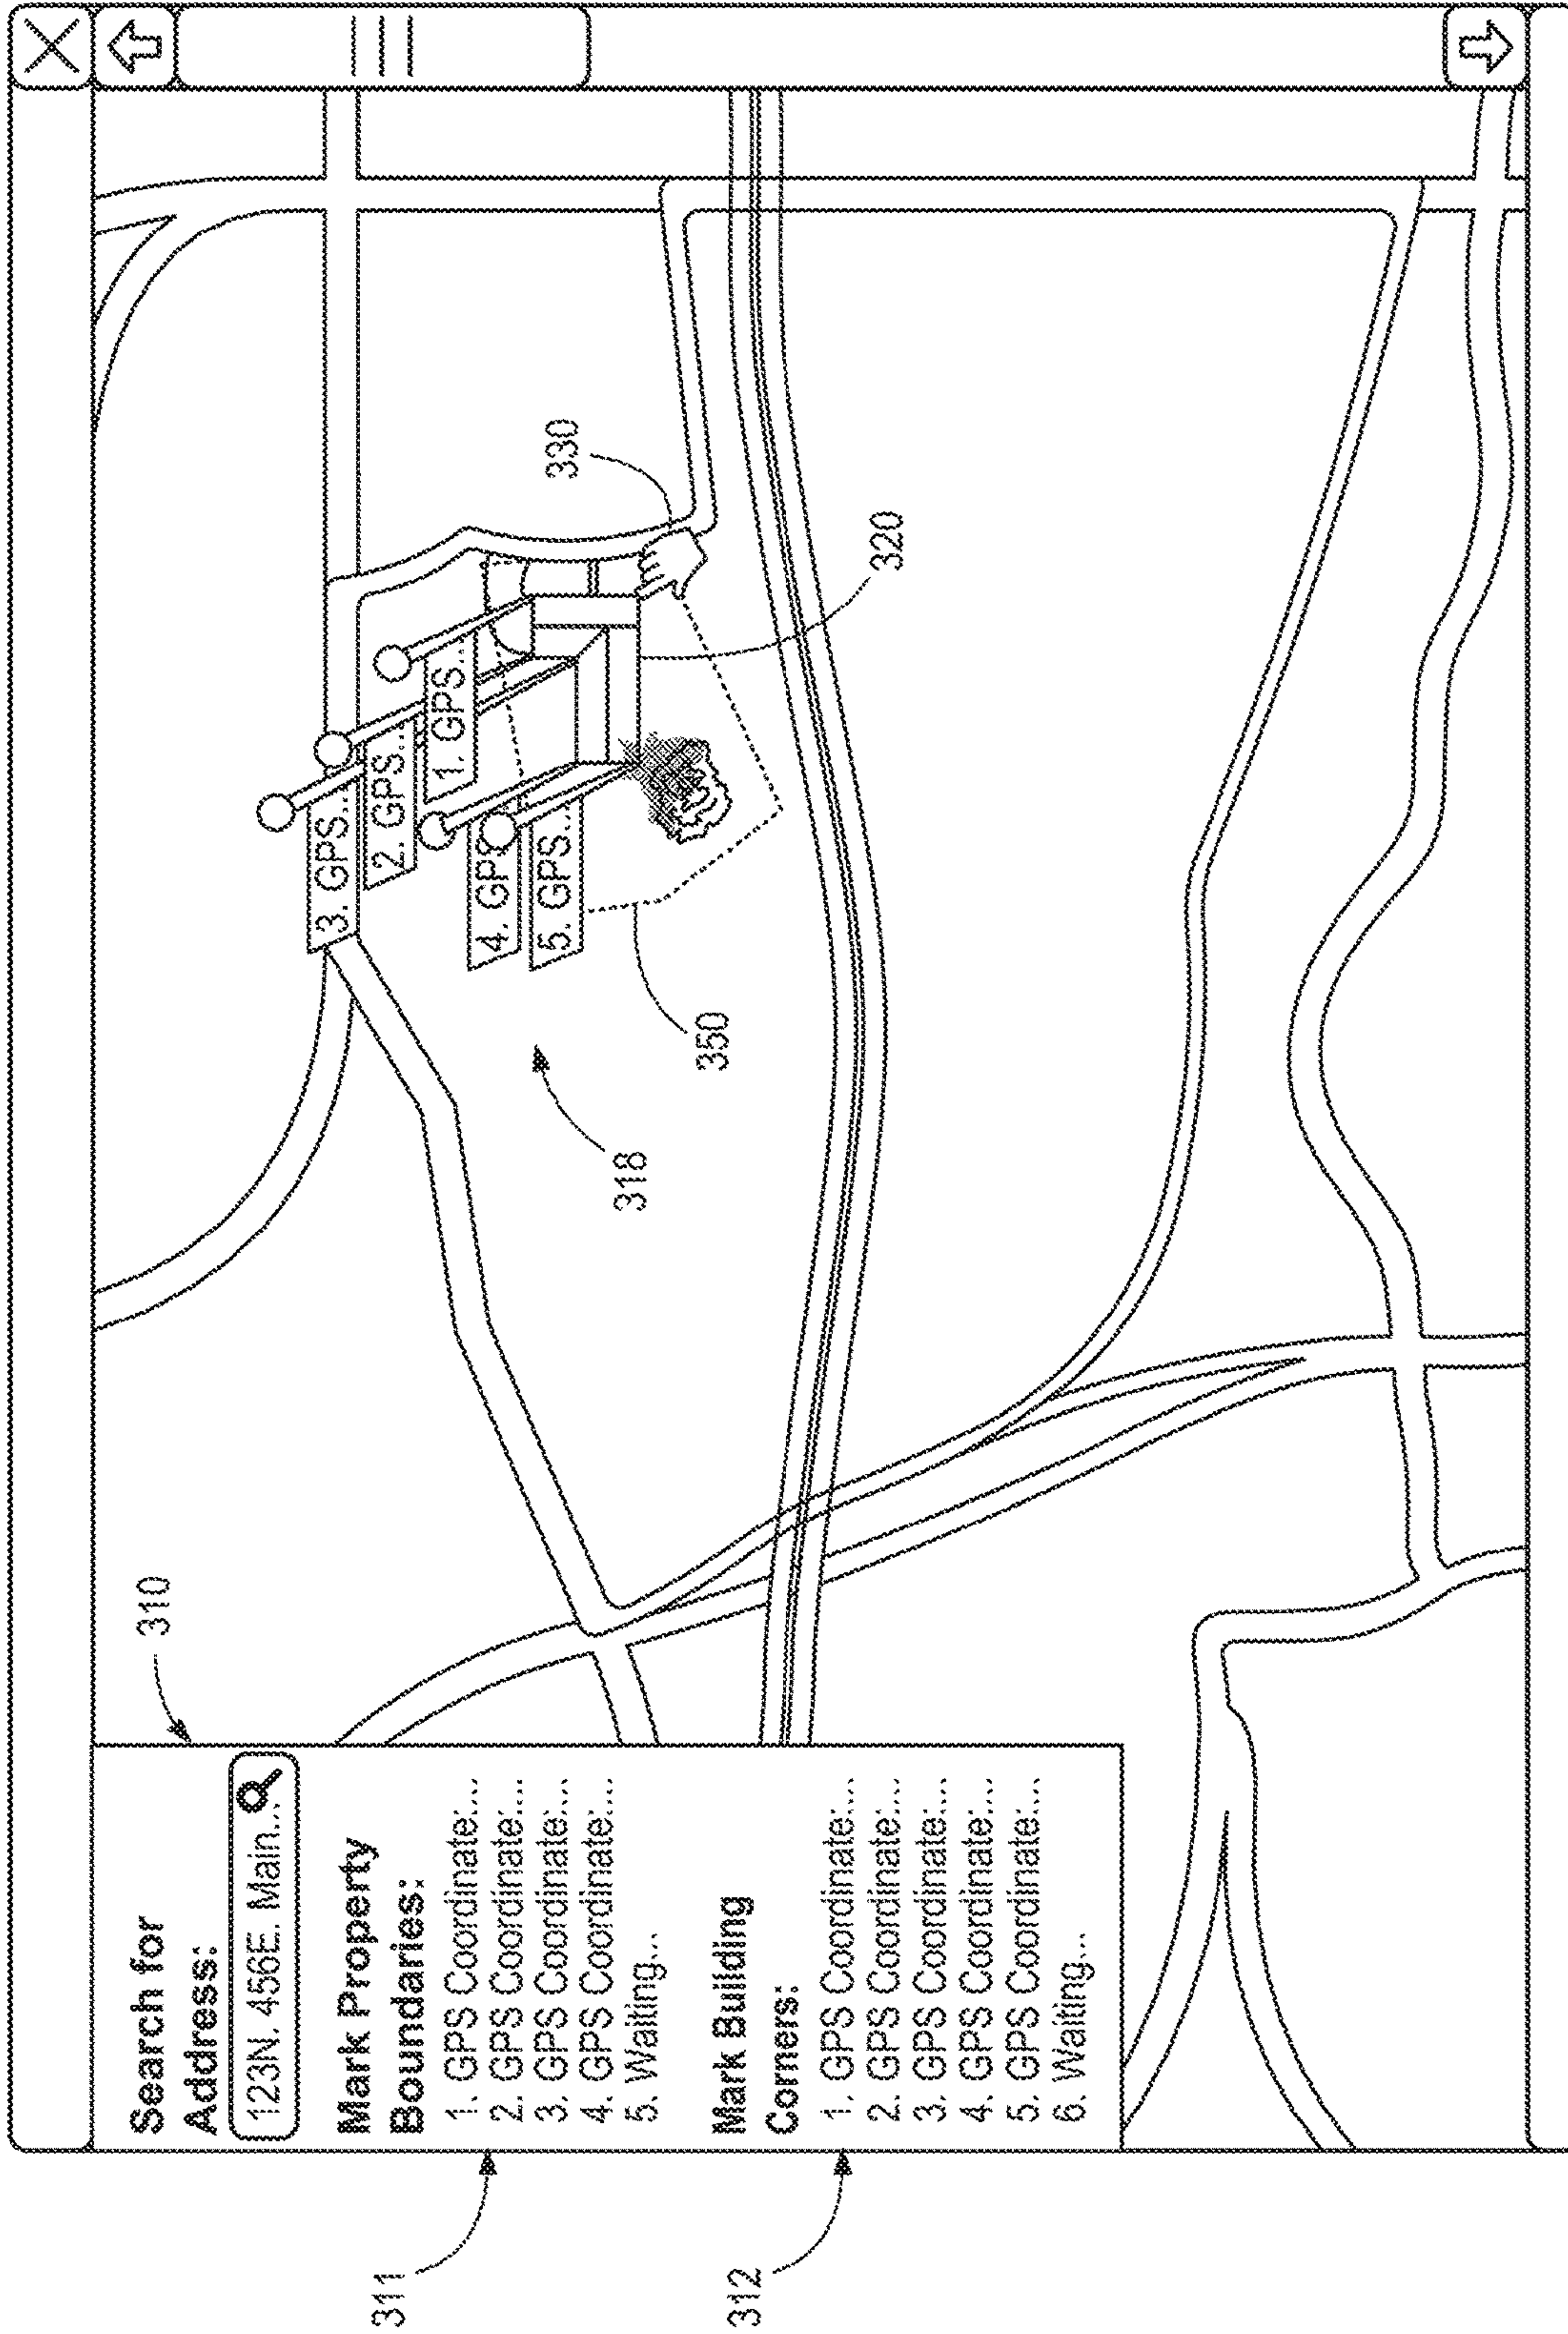 310
Search for
Address:
123N. 456E. Main...
Mark Property
Boundaries:
1. GPS Coordinate:...
2. GPS Coordinate:...
3. GPS Coordinate:...
4. GPS Coordinate:...
5. Waiting...
Mark Building
Corners:
1. GPS Coordinate:...
2. GPS Coordinate:...
3. GPS Coordinate:...
4. GPS Coordinate:...
5. GPS Coordinate:...
6. Waiting...
311
312
3. GPS...
2. GPS...
1. GPS...
4. GPS
5. GPS...
330
320
350
318